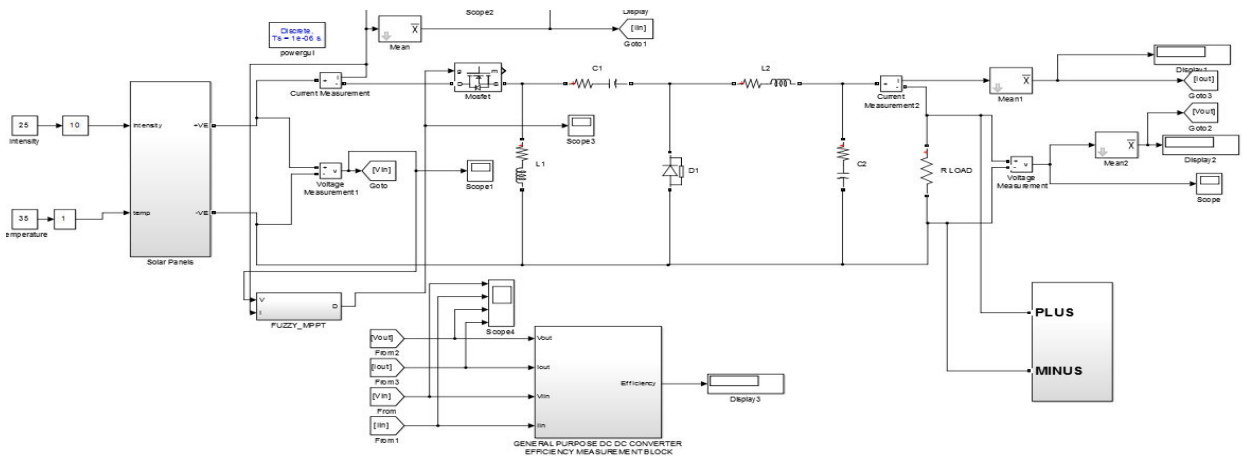 Scope2
Display
Discrete,
Ts = 1e-06 s.
powergui
Mean
[Iin]
Goto1
Current Measurement
Mosfet
g
m
D
S
C1
L2
Current
Measurement2
Mean1
Display1
[Iout]
Goto3
[Vout]
Goto2
Mean2
Display2
Scope
Voltage
Measurement
25
10
Intensity
Intensity
+VE
-VE
temp
Solar Panels
35
1
emperature
Voltage
Measurement1
[Vin]
Goto
Scope1
Scope3
L1
D1
C2
R LOAD
V
I
D
FUZZY_MPPT
Scope4
[Vout]
From2
[Iout]
From3
[Vin]
From
[Iin]
From1
Vout
Iout
Vin
Iin
Efficiency
Display3
GENERAL PURPOSE DC DC CONVERTER
EFFICIENCY MEASUREMENT BLOCK
PLUS
MINUS